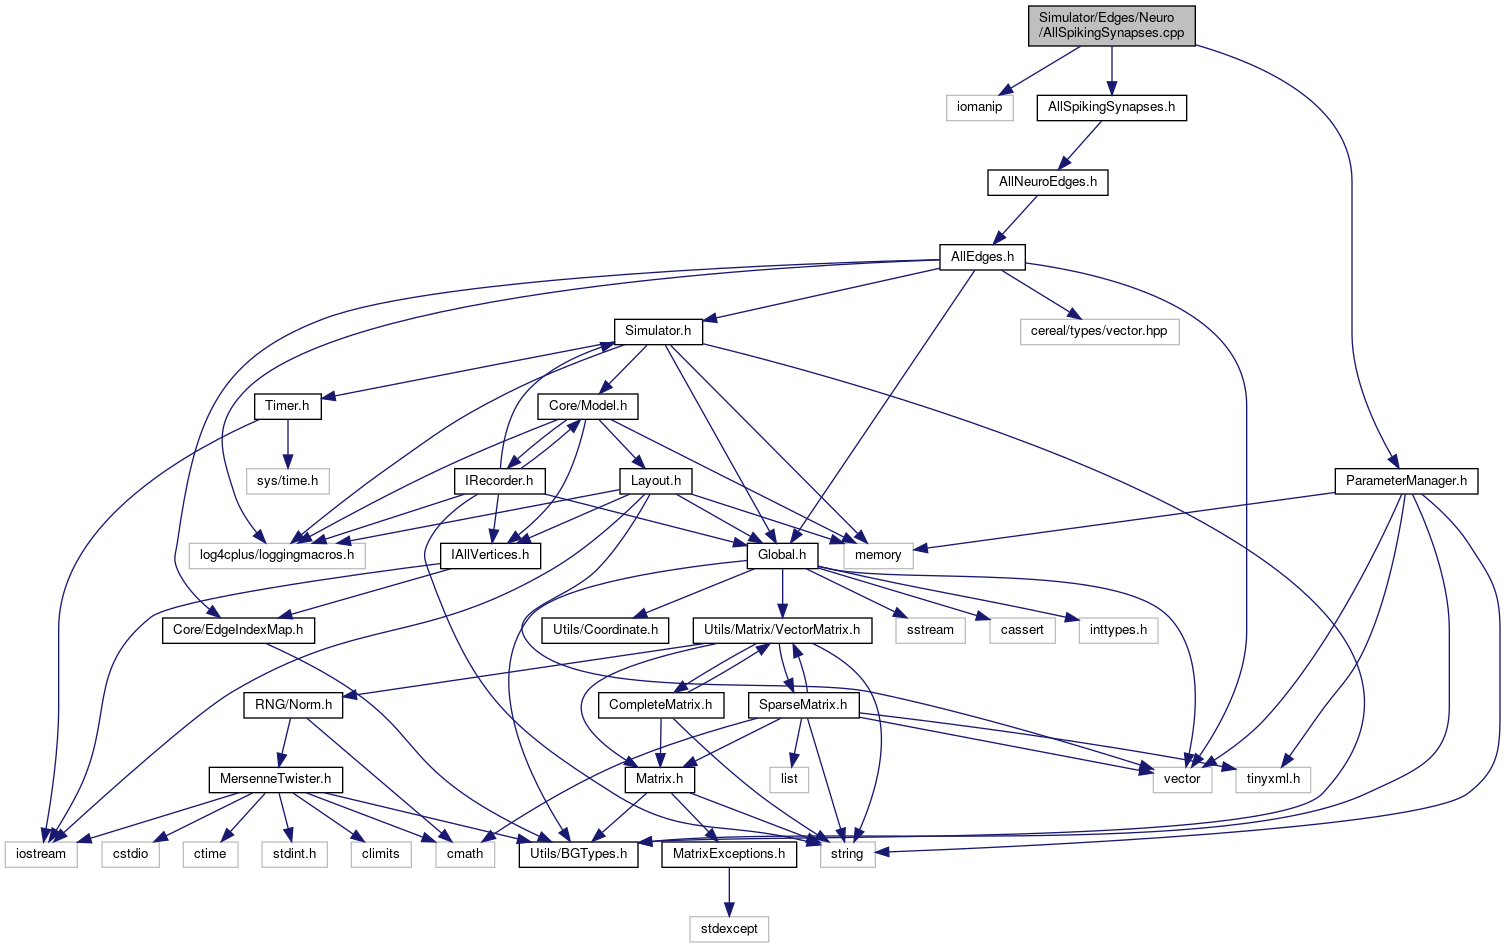 Simulator/Edges/Neuro
/AllSpikingSynapses.cpp
iomanip
AllSpikingSynapses.h
AllNeuroEdges.h
AllEdges.h
Simulator.h
cereal/types/vector.hpp
Timer.h
Core/Model.h
sys/time.h
IRecorder.h
Layout.h
ParameterManager.h
log4cplus/loggingmacros.h
IAllVertices.h
Global.h
memory
Core/EdgeIndexMap.h
Utils/Coordinate.h
Utils/Matrix/VectorMatrix.h
sstream
cassert
inttypes.h
RNG/Norm.h
CompleteMatrix.h
SparseMatrix.h
MersenneTwister.h
Matrix.h
list
vector
tinyxml.h
iostream
cstdio
ctime
stdint.h
climits
cmath
Utils/BGTypes.h
MatrixExceptions.h
string
stdexcept